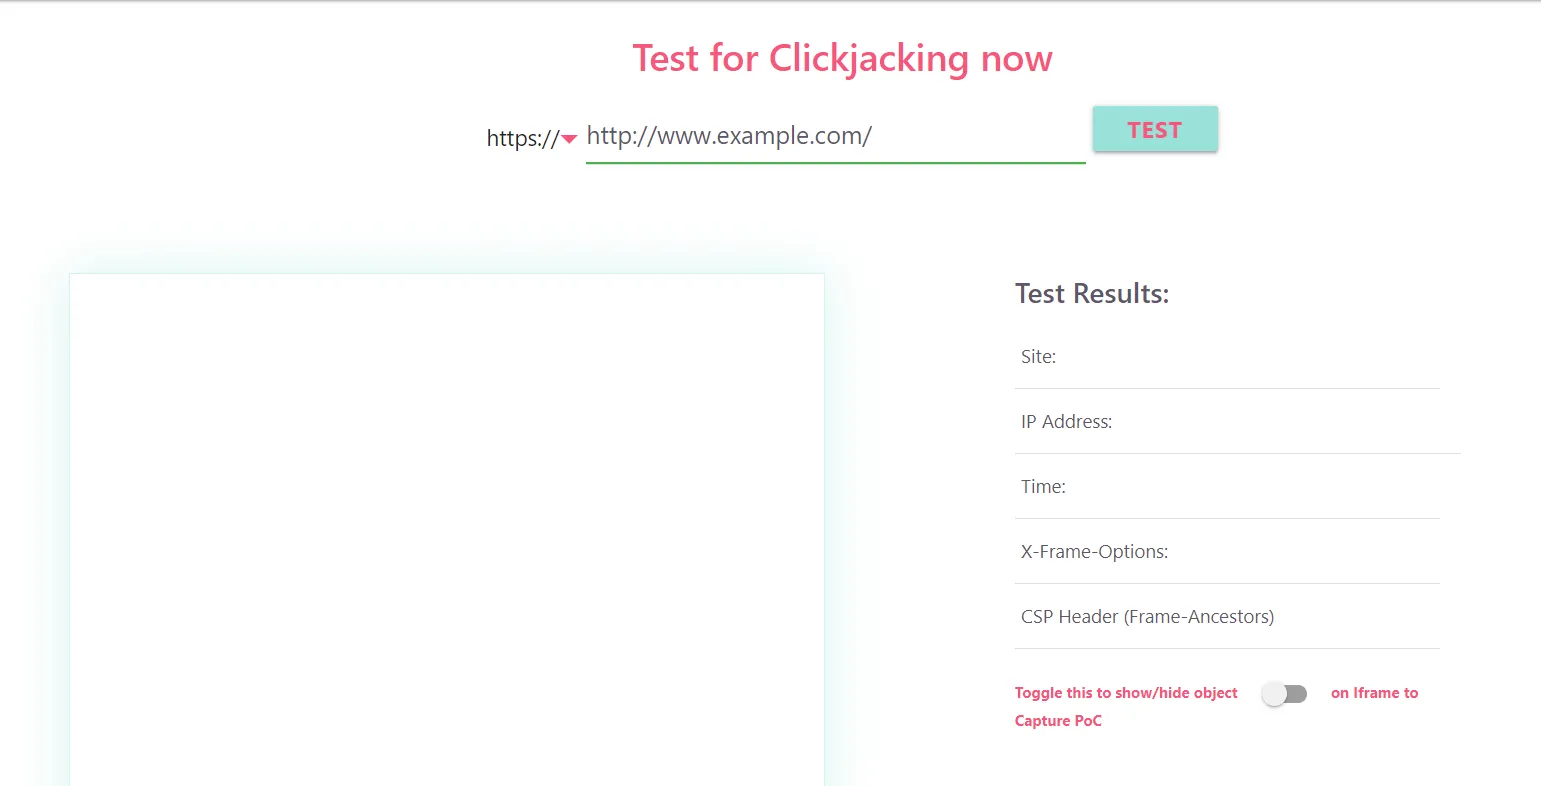 Test for Clickjacking now
https://
http://www.example.com/
TEST
Test Results:
Site:
IP Address:
Time:
X-Frame-Options:
CSP Header (Frame-Ancestors)
Toggle this to show/hide object on Iframe to
Capture PoC